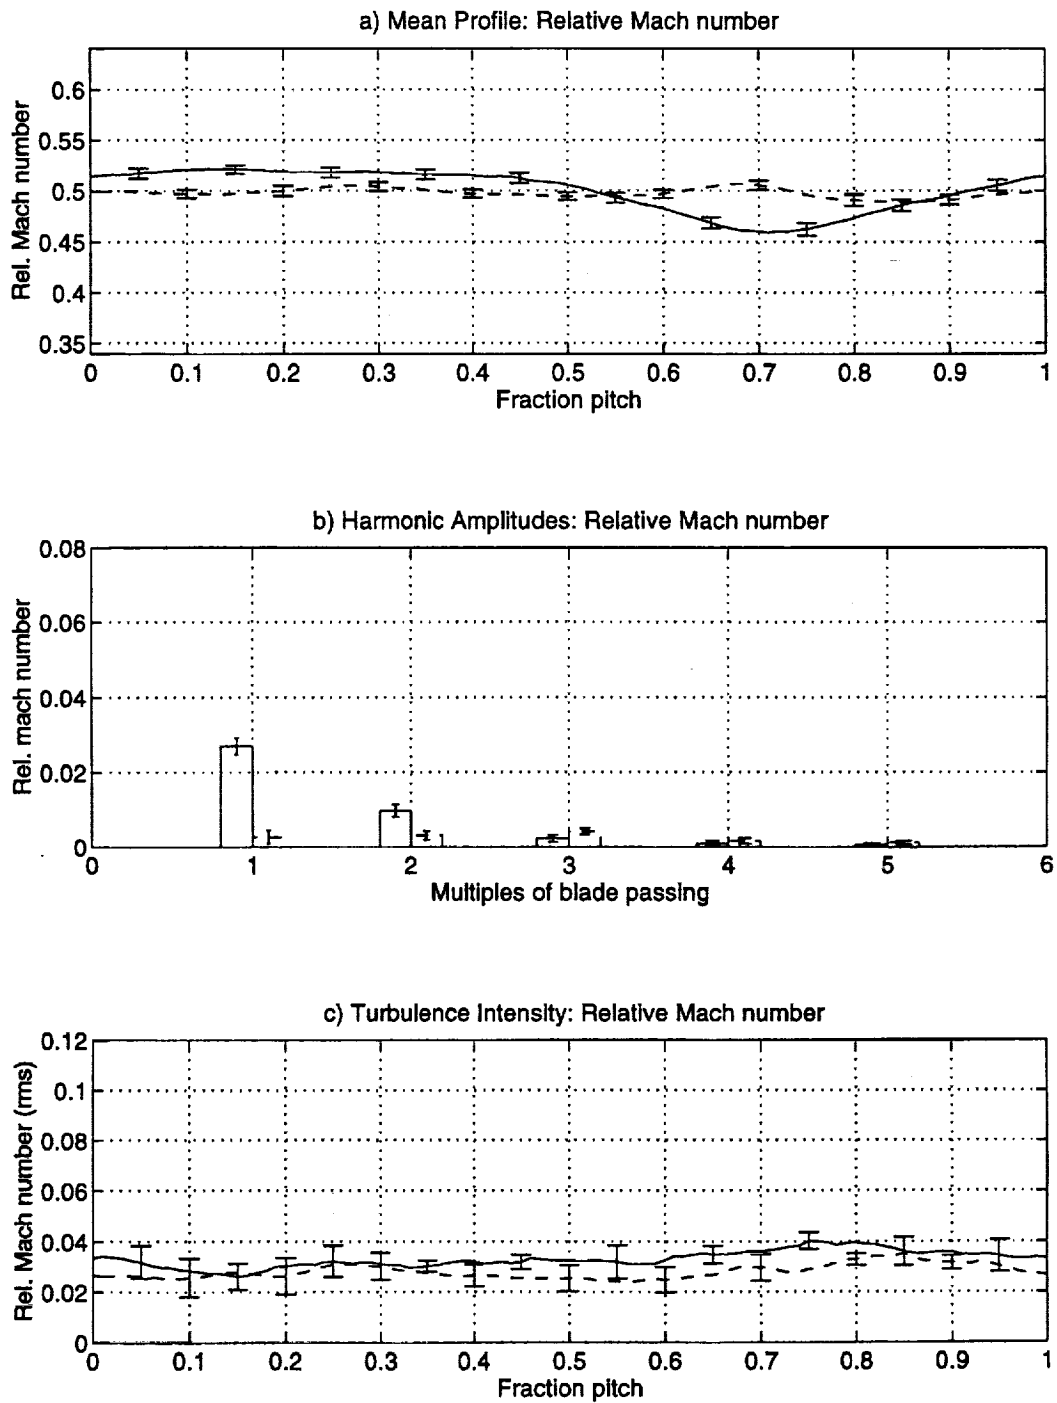 a) Mean Profile: Relative Mach number
Rel. Mach number
0.6
0.55
0.5
0.45
0.4
0.35
0 0.1 0.2 0.3 0.4 0.5 0.6 0.7 0.8 0.9 1
Fraction pitch
b) Harmonic Amplitudes: Relative Mach number
Rel. mach number
0.08
0.06
0.04
0.02
0
0 1 2 3 4 5 6
Multiples of blade passing
c) Turbulence Intensity: Relative Mach number
Rel. Mach number (rms)
0.12
0.1
0.08
0.06
0.04
0.02
0
0 0.1 0.2 0.3 0.4 0.5 0.6 0.7 0.8 0.9 1
Fraction pitch